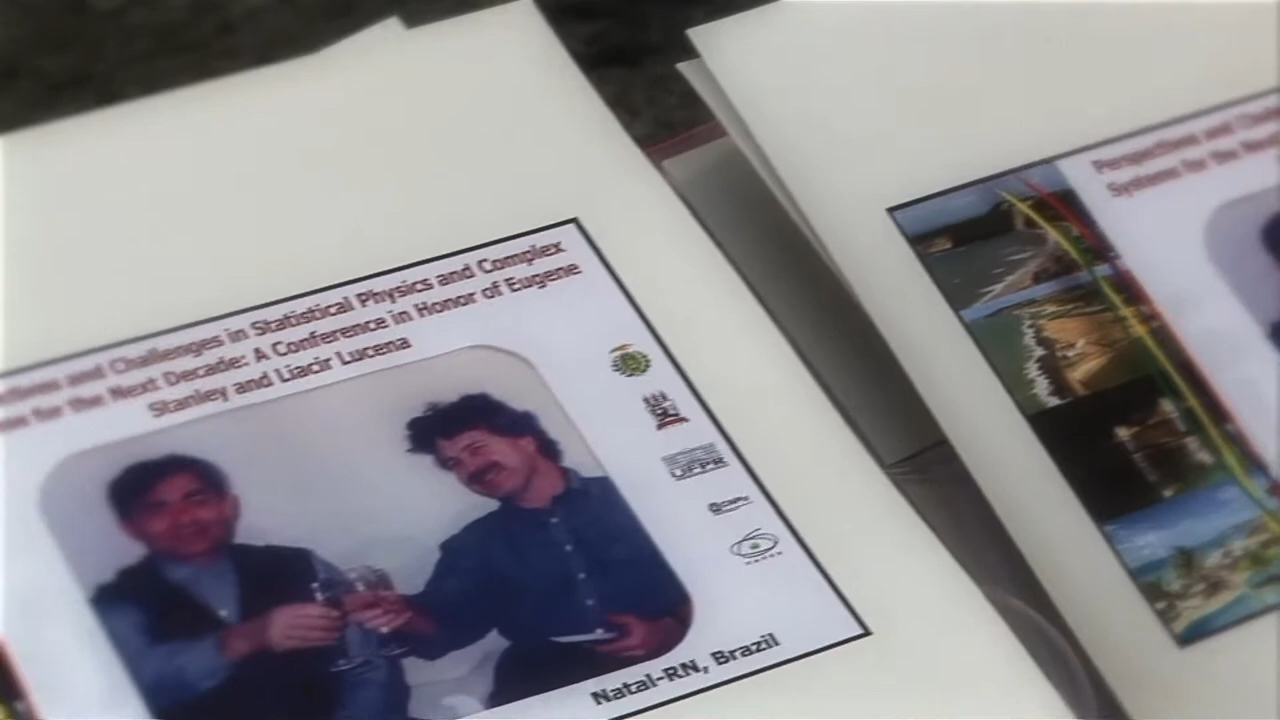 and Challenges in Statistical Physics and Complex
for the Next Decade: A Conference in Honor of Eugene
Stanley and Liacir Lucena
UFPR
CNPq
Natal-RN, Brazil
Perspectives and
Systems for the